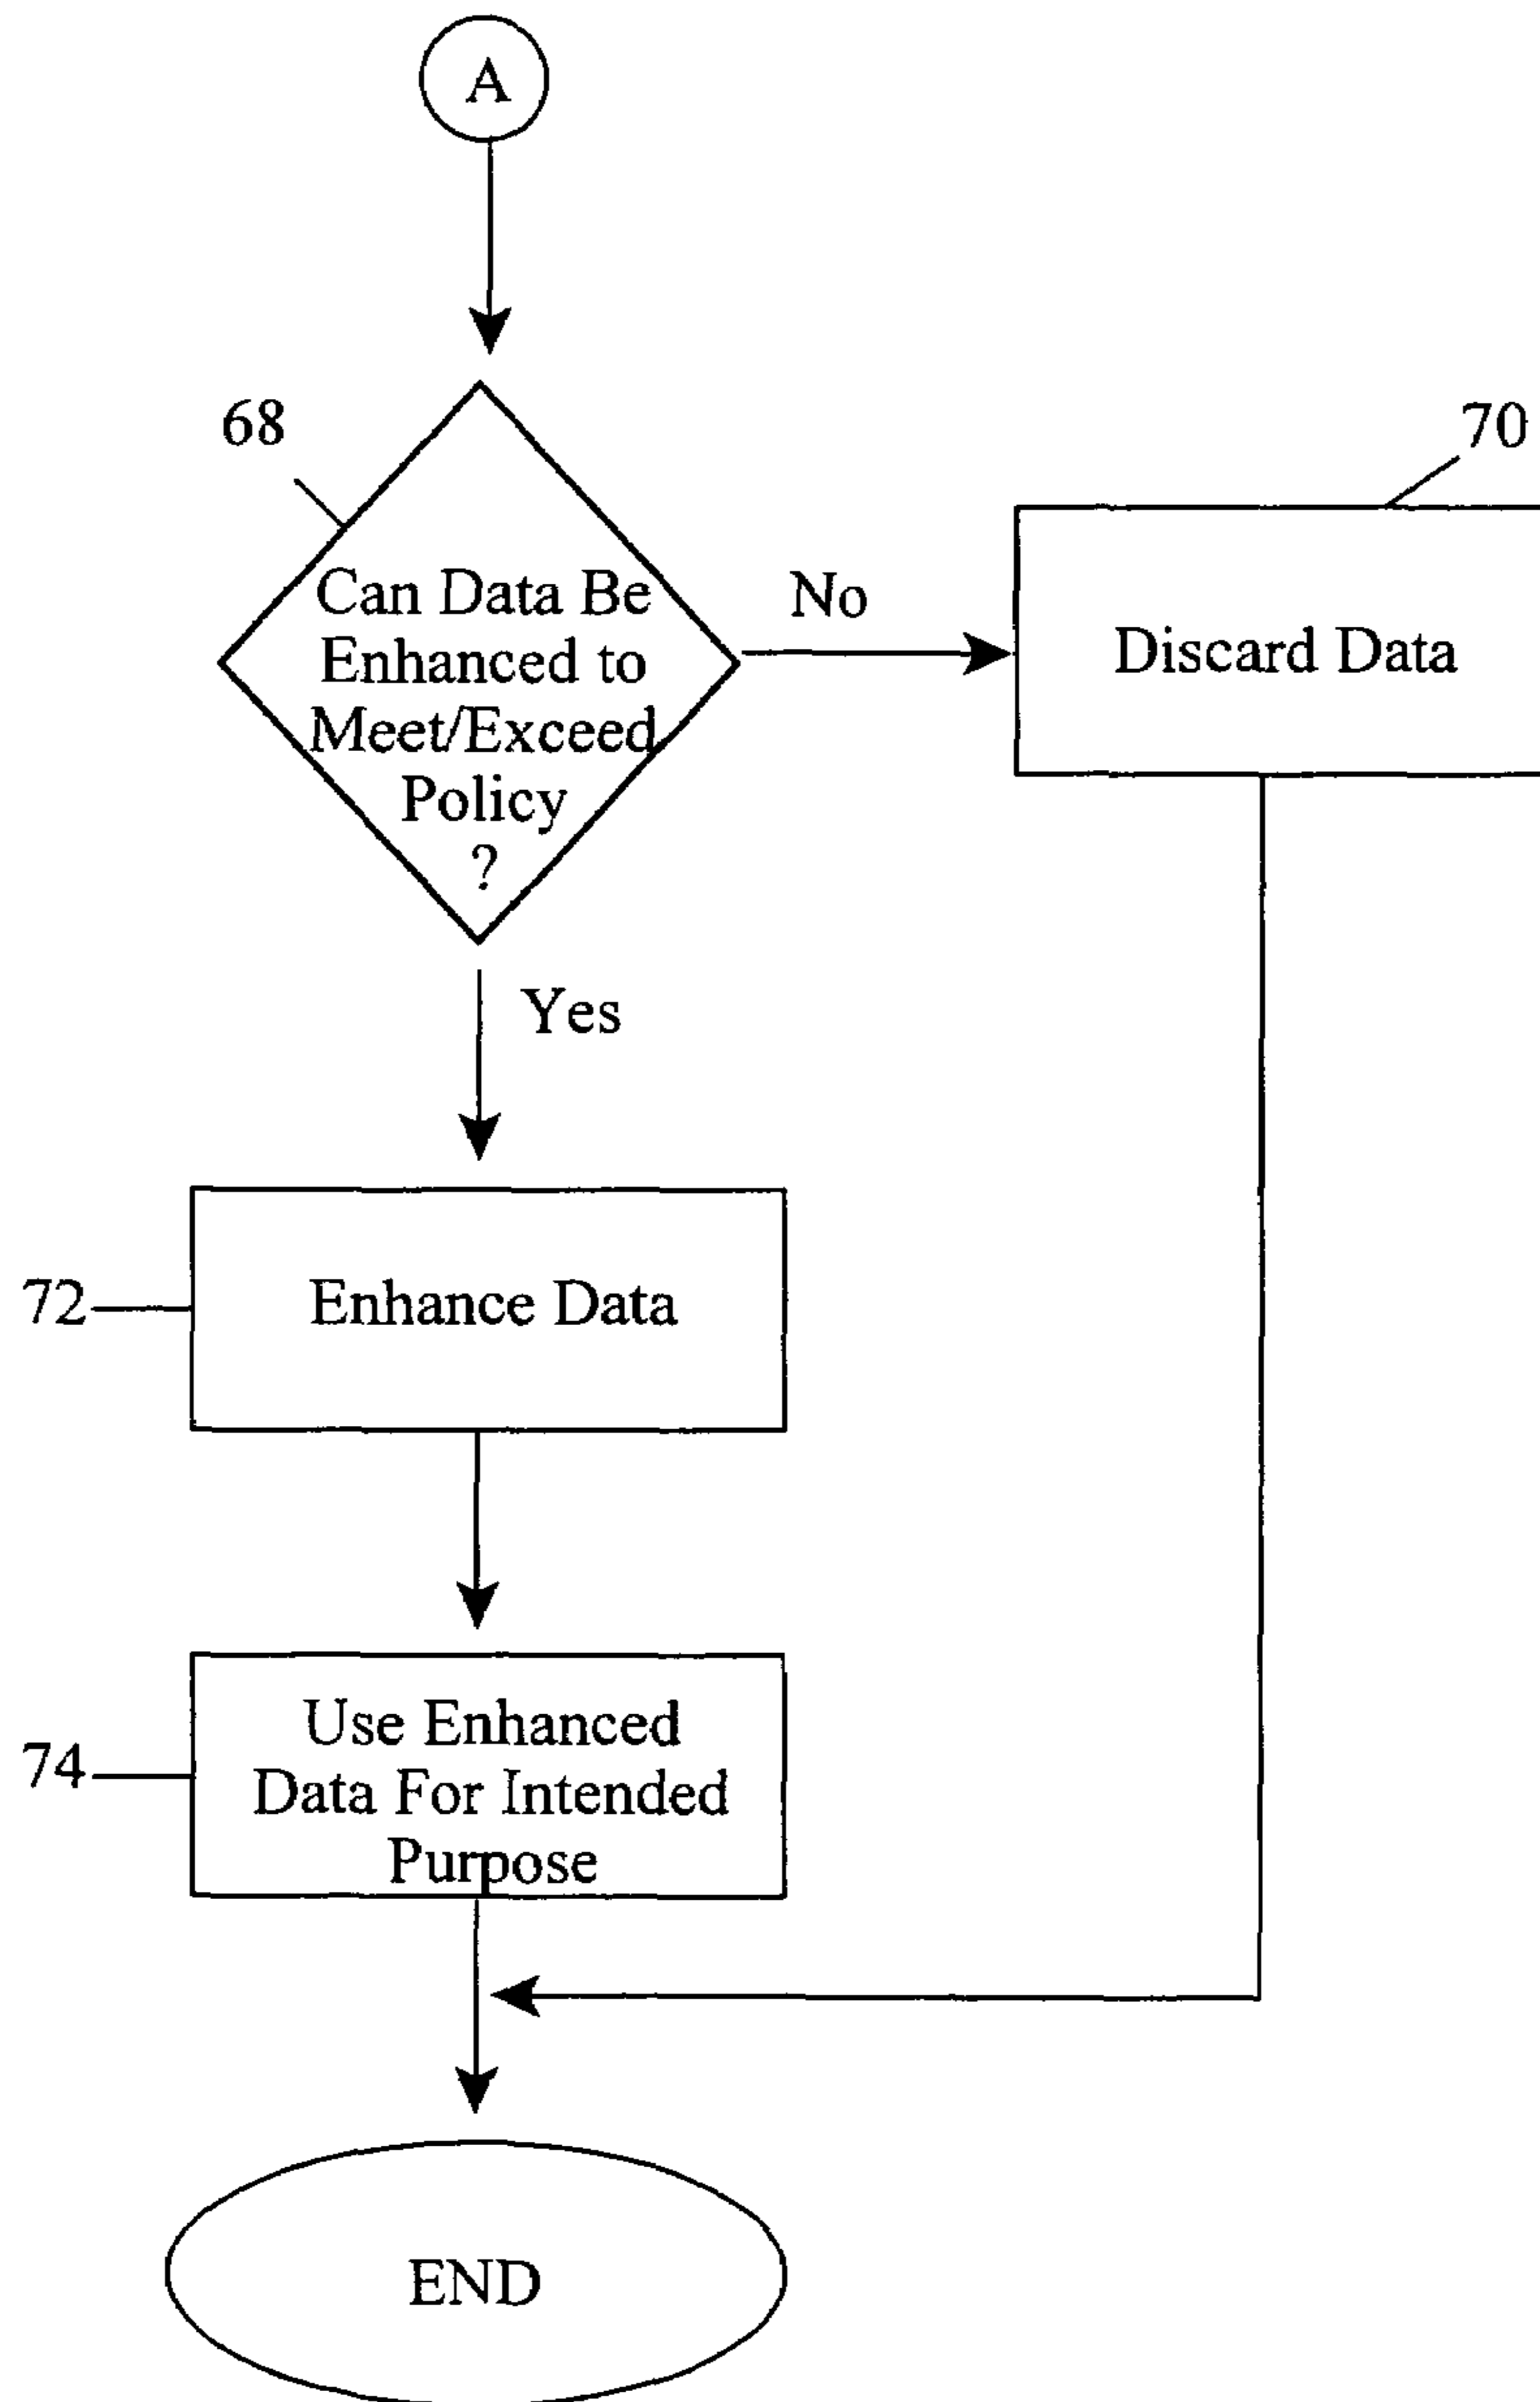 A
68
70
Can Data Be
Enhanced to
Meet/Exceed
Policy
?
No
Discard Data
Yes
72
Enhance Data
74
Use Enhanced
Data For Intended
Purpose
END